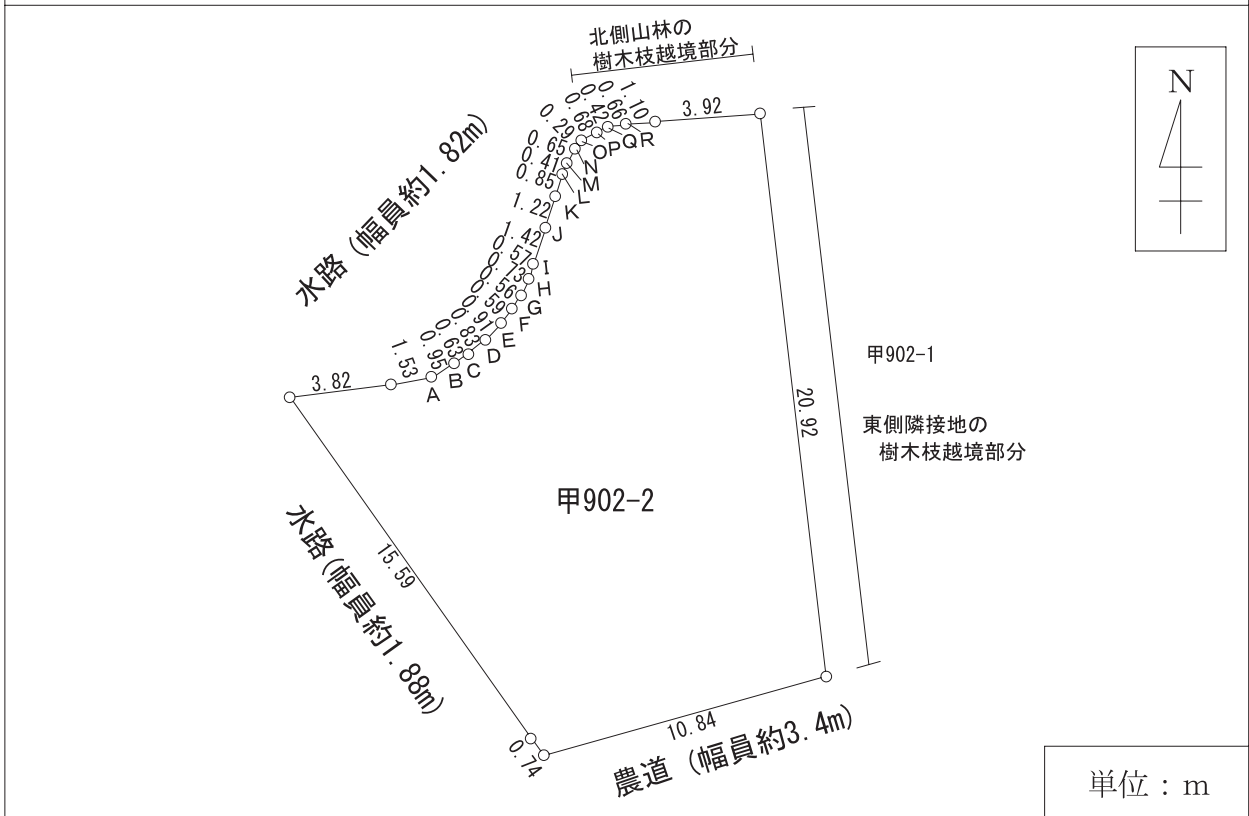 北側山林の
樹木枝越境部分
N
水路 (幅員約1.82m)
3.82
1.53
0.95
0.63
0.83
0.91
0.59
0.56
0.73
0.57
1.42
1.22
0.85
0.41
0.65
0.29
0.68
0.42
0.66
1.10
3.92
A
B
C
D
E
F
G
H
I
J
K
L
M
N
O
P
Q
R
20.92
甲902-1
東側隣接地の
樹木枝越境部分
甲902-2
水路(幅員約1.88m)
15.59
0.74
10.84
農道 (幅員約3.4m)
単位：m